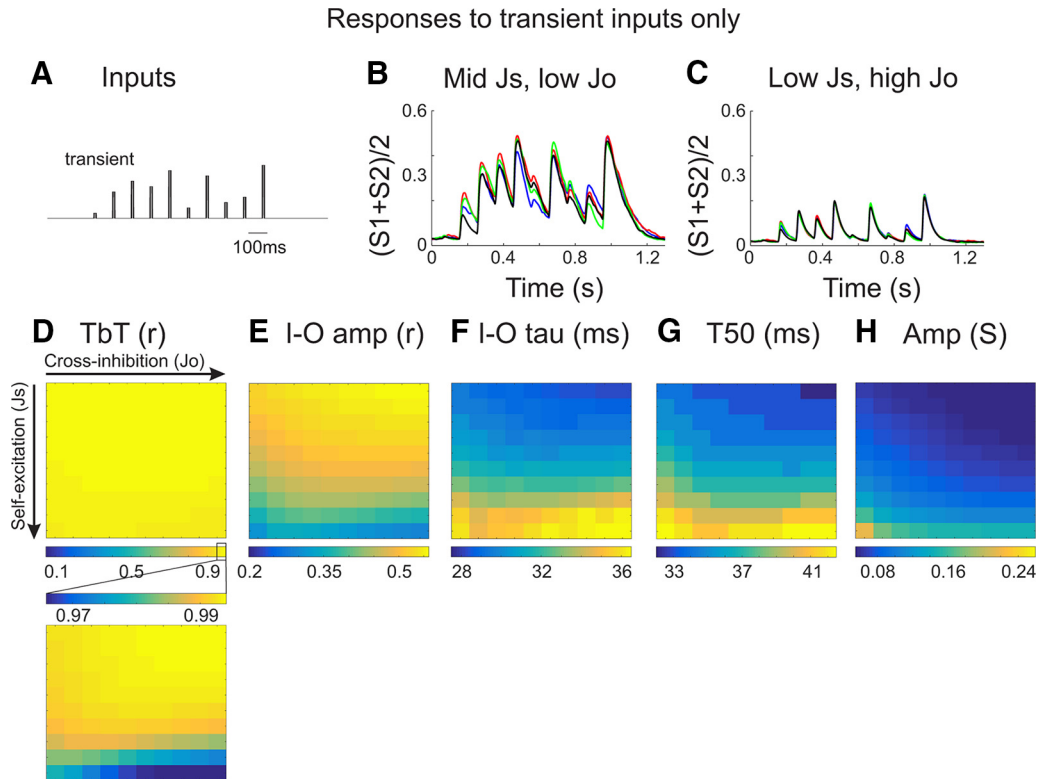 Responses to transient inputs only
A Inputs
transient
100ms
B Mid Js, low Jo
(S1+S2)/2
0.6
0.3
0
0 0.4 0.8 1.2
Time (s)
C Low Js, high Jo
(S1+S2)/2
0.6
0.3
0
0 0.4 0.8 1.2
Time (s)
D TbT (r)
Cross-inhibition (Jo)
Self-excitation (Js)
0.1 0.5 0.9
0.97 0.99
E I-O amp (r)
0.2 0.35 0.5
F I-O tau (ms)
28 32 36
G T50 (ms)
33 37 41
H Amp (S)
0.08 0.16 0.24